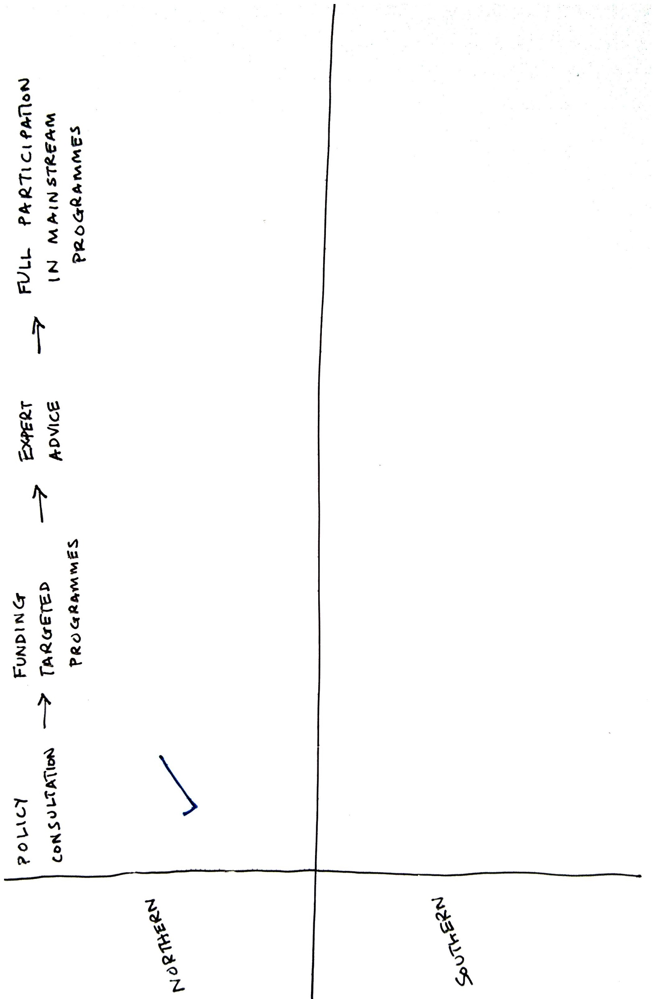 POLICY
CONSULTATION
→
FUNDING
TARGETED
PROGRAMMES
→
EXPERT
ADVICE
→
FULL PARTICIPATION
IN MAINSTREAM
PROGRAMMES
NORTHERN
✓
SOUTHERN